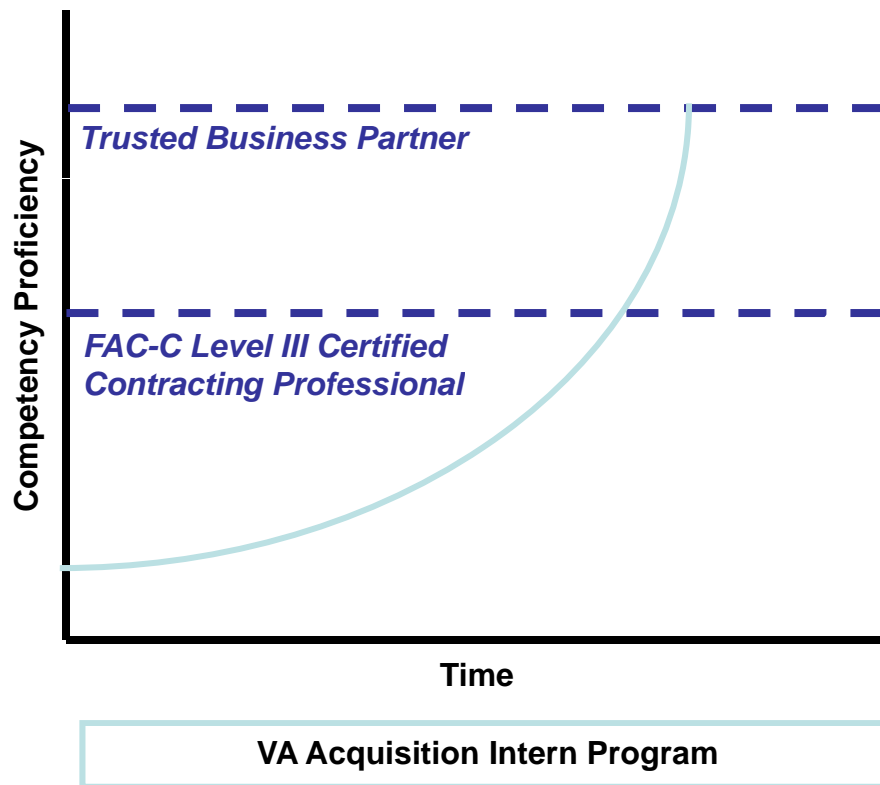 Trusted Business Partner
Competency Proficiency
FAC-C Level III Certified
Contracting Professional
Time
VA Acquisition Intern Program